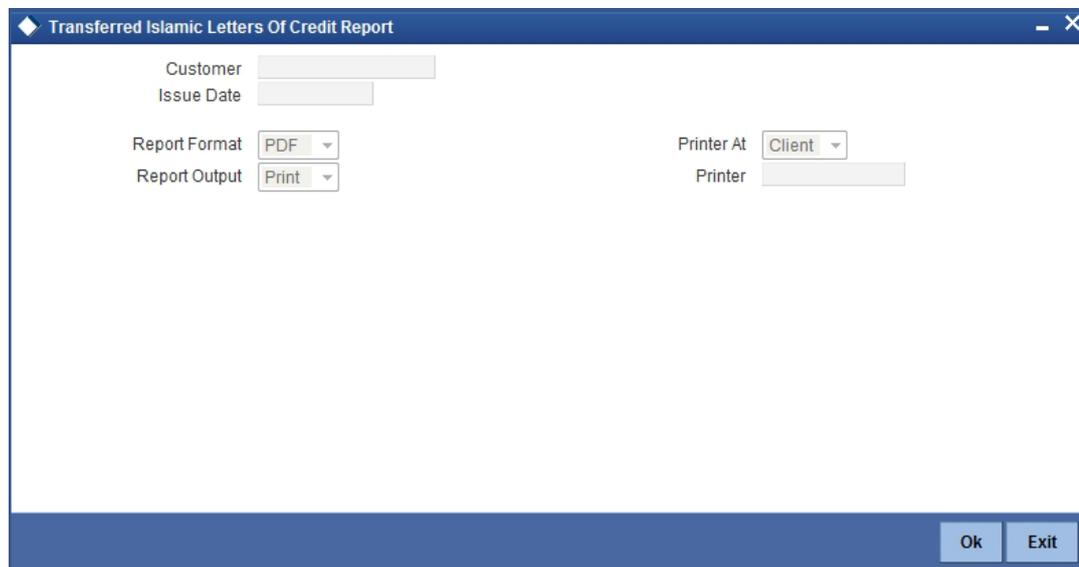 Transferred Islamic Letters Of Credit Report
Customer
Issue Date
Report Format PDF Printer At Client
Report Output Print Printer
Ok Exit